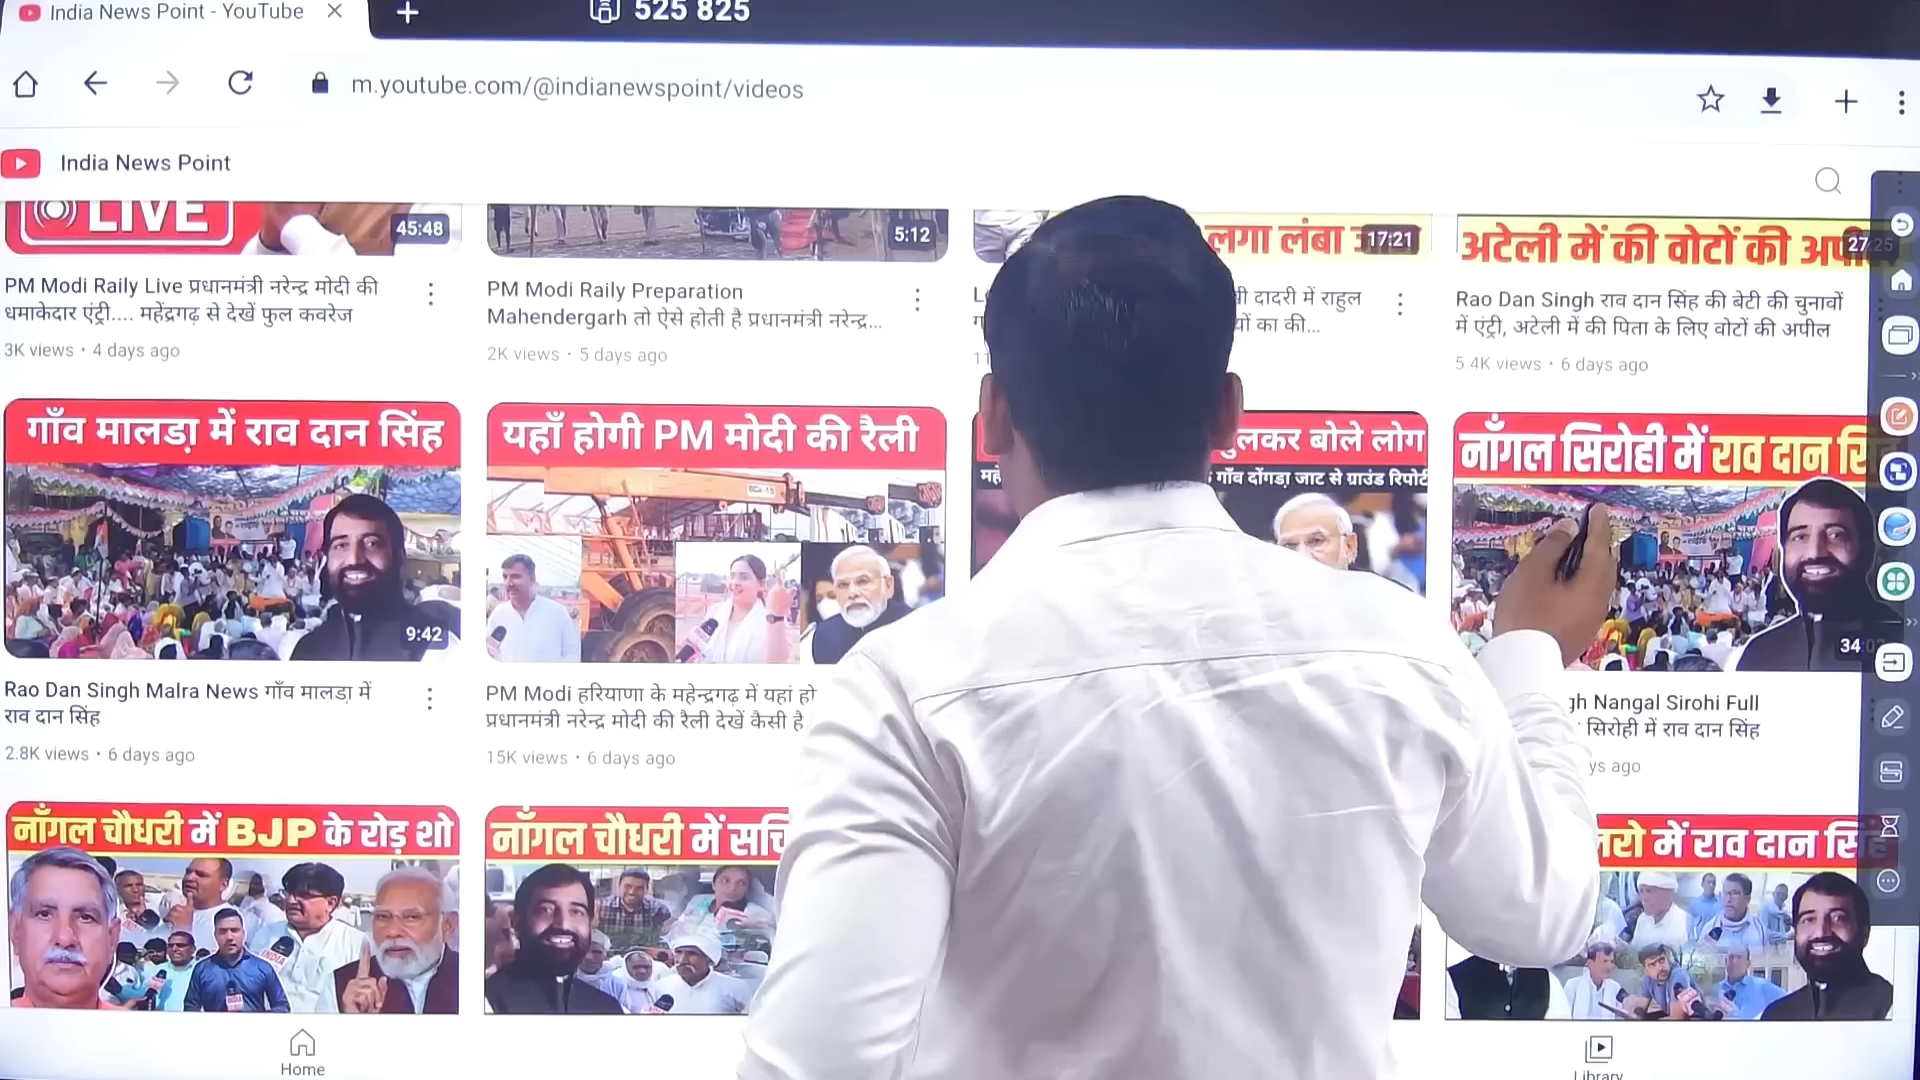 India News Point - YouTube
525 825
m.youtube.com/@indianewspoint/videos
India News Point
LIVE
45:48
5:12
लगा लंबा
17:21
अटेली में की वोटों की
27:25
PM Modi Raily Live प्रधानमंत्री नरेन्द्र मोदी की
धमाकेदार एंट्री.... महेंद्रगढ़ से देखें फुल कवरेज
3K views • 4 days ago
PM Modi Raily Preparation
Mahendergarh तो ऐसे होती है प्रधानमंत्री नरेन्द्र...
2K views • 5 days ago
दादरी में राहुल
यों का की...
Rao Dan Singh राव दान सिंह की बेटी की चुनावों
में एंट्री, अटेली में की पिता के लिए वोटों की अपील
5.4K views • 6 days ago
गाँव मालडा़ में राव दान सिंह
9:42
यहाँ होगी PM मोदी की रैली
बोले लोग
गाँव दोंगडा़ जाट से ग्राउंड
नाँगल सिरोही में राव दान
Rao Dan Singh Malra News गाँव मालडा़ में
राव दान सिंह
2.8K views • 6 days ago
PM Modi हरियाणा के महेन्द्रगढ़ में यहां हो
प्रधानमंत्री नरेन्द्र मोदी की रैली देखें कैसी है
15K views • 6 days ago
Nangal Sirohi Full
सिरोही में राव दान सिंह
ago
नाँगल चौधरी में BJP के रोड़ शो
नाँगल चौधरी में
में राव दान सिंह
Home
Library